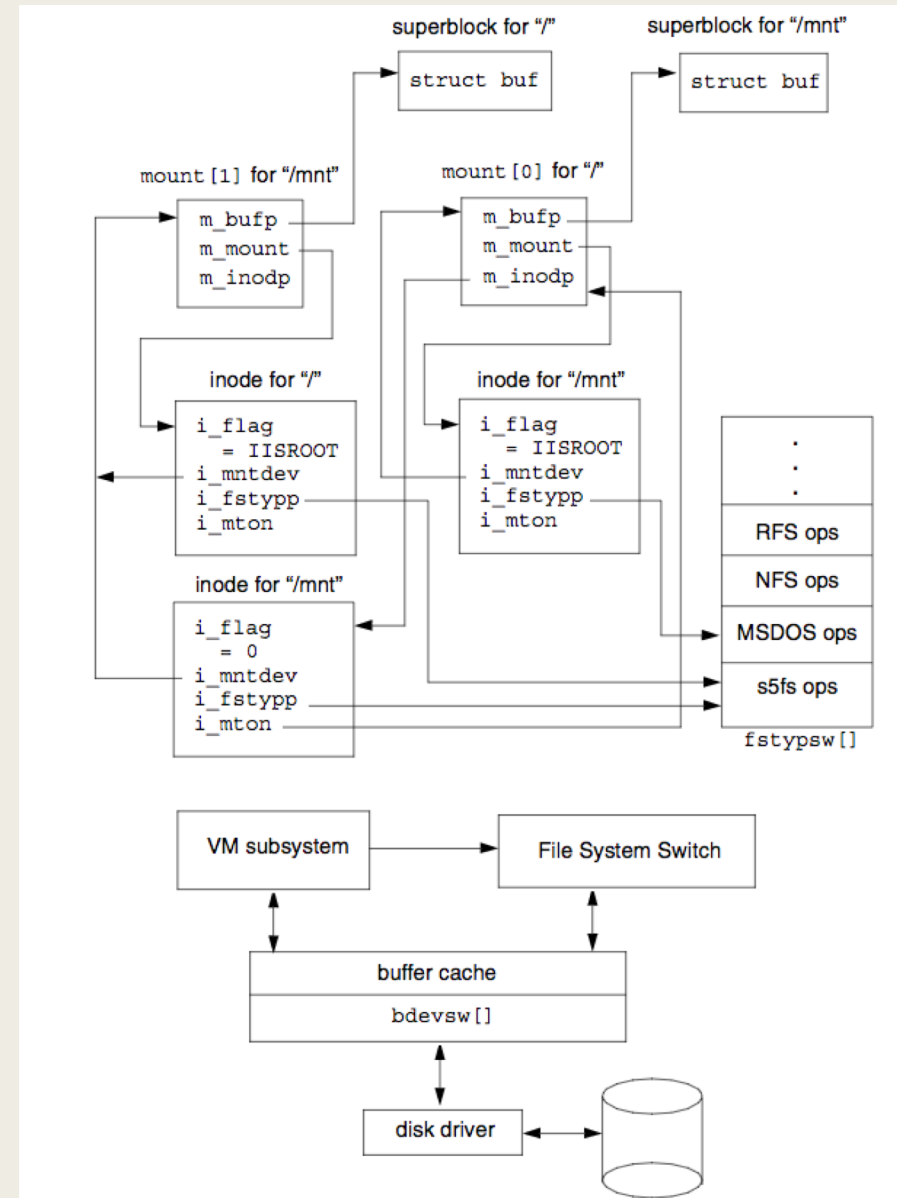 superblock for “/”
superblock for “/mnt”
struct buf
struct buf
mount [1] for “/mnt”
mount [0] for “/”
m_bufp
m_mount
m_inodp
m_bufp
m_mount
m_inodp
inode for “/”
inode for “/mnt”
i_flag
= IISROOT
i_mntdev
i_fstypp
i_mton
i_flag
= IISROOT
i_mntdev
i_fstypp
i_mton
.
.
.
RFS ops
NFS ops
MSDOS ops
s5fs ops
fstypsw[]
inode for “/mnt”
i_flag
= 0
i_mntdev
i_fstypp
i_mton
VM subsystem
File System Switch
buffer cache
bdevsw[]
disk driver